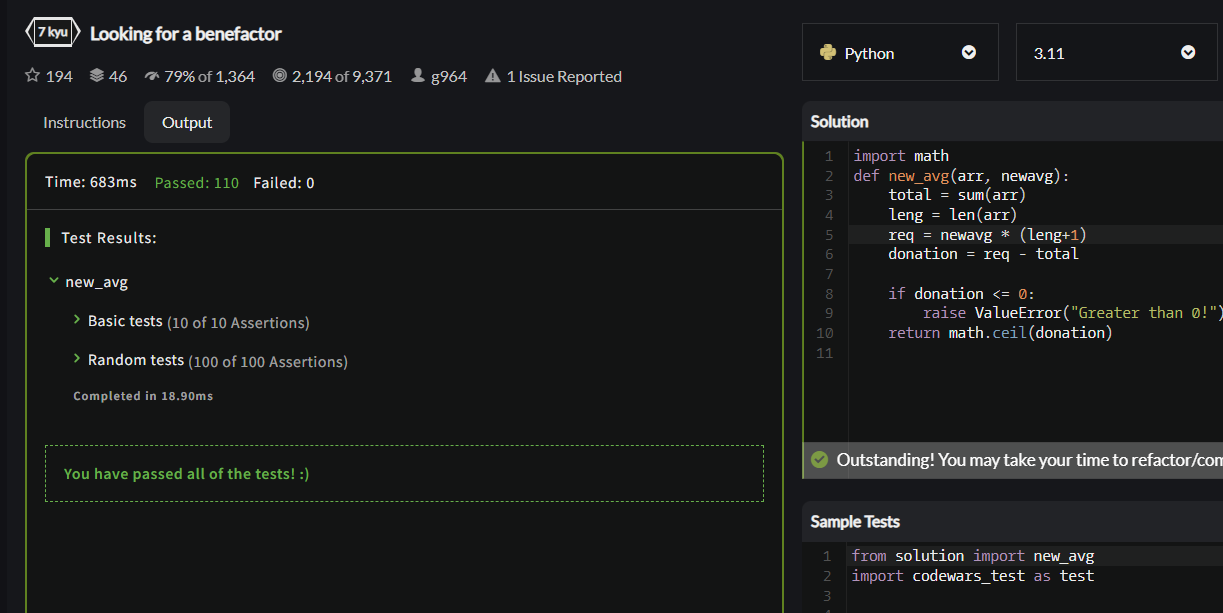 7 kyu Looking for a benefactor
194 46 79% of 1,364 2,194 of 9,371 g964 1 Issue Reported
Instructions Output
Time: 683ms Passed: 110 Failed: 0
Test Results:
new_avg
Basic tests (10 of 10 Assertions)
Random tests (100 of 100 Assertions)
Completed in 18.90ms
You have passed all of the tests! :)
Python 3.11
Solution
1 import math
2 def new_avg(arr, newavg):
3 total = sum(arr)
4 leng = len(arr)
5 req = newavg * (leng+1)
6 donation = req - total
7
8 if donation <= 0:
9 raise ValueError("Greater than 0!")
10 return math.ceil(donation)
11
Outstanding! You may take your time to refactor/com
Sample Tests
1 from solution import new_avg
2 import codewars_test as test
3